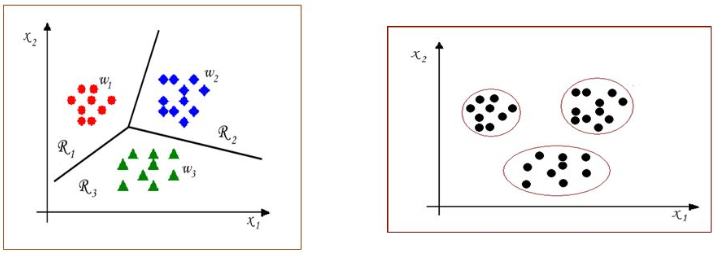 x₂
w₁
w₂
R₁
R₂
R₃
w₃
x₁
x₂
x₁